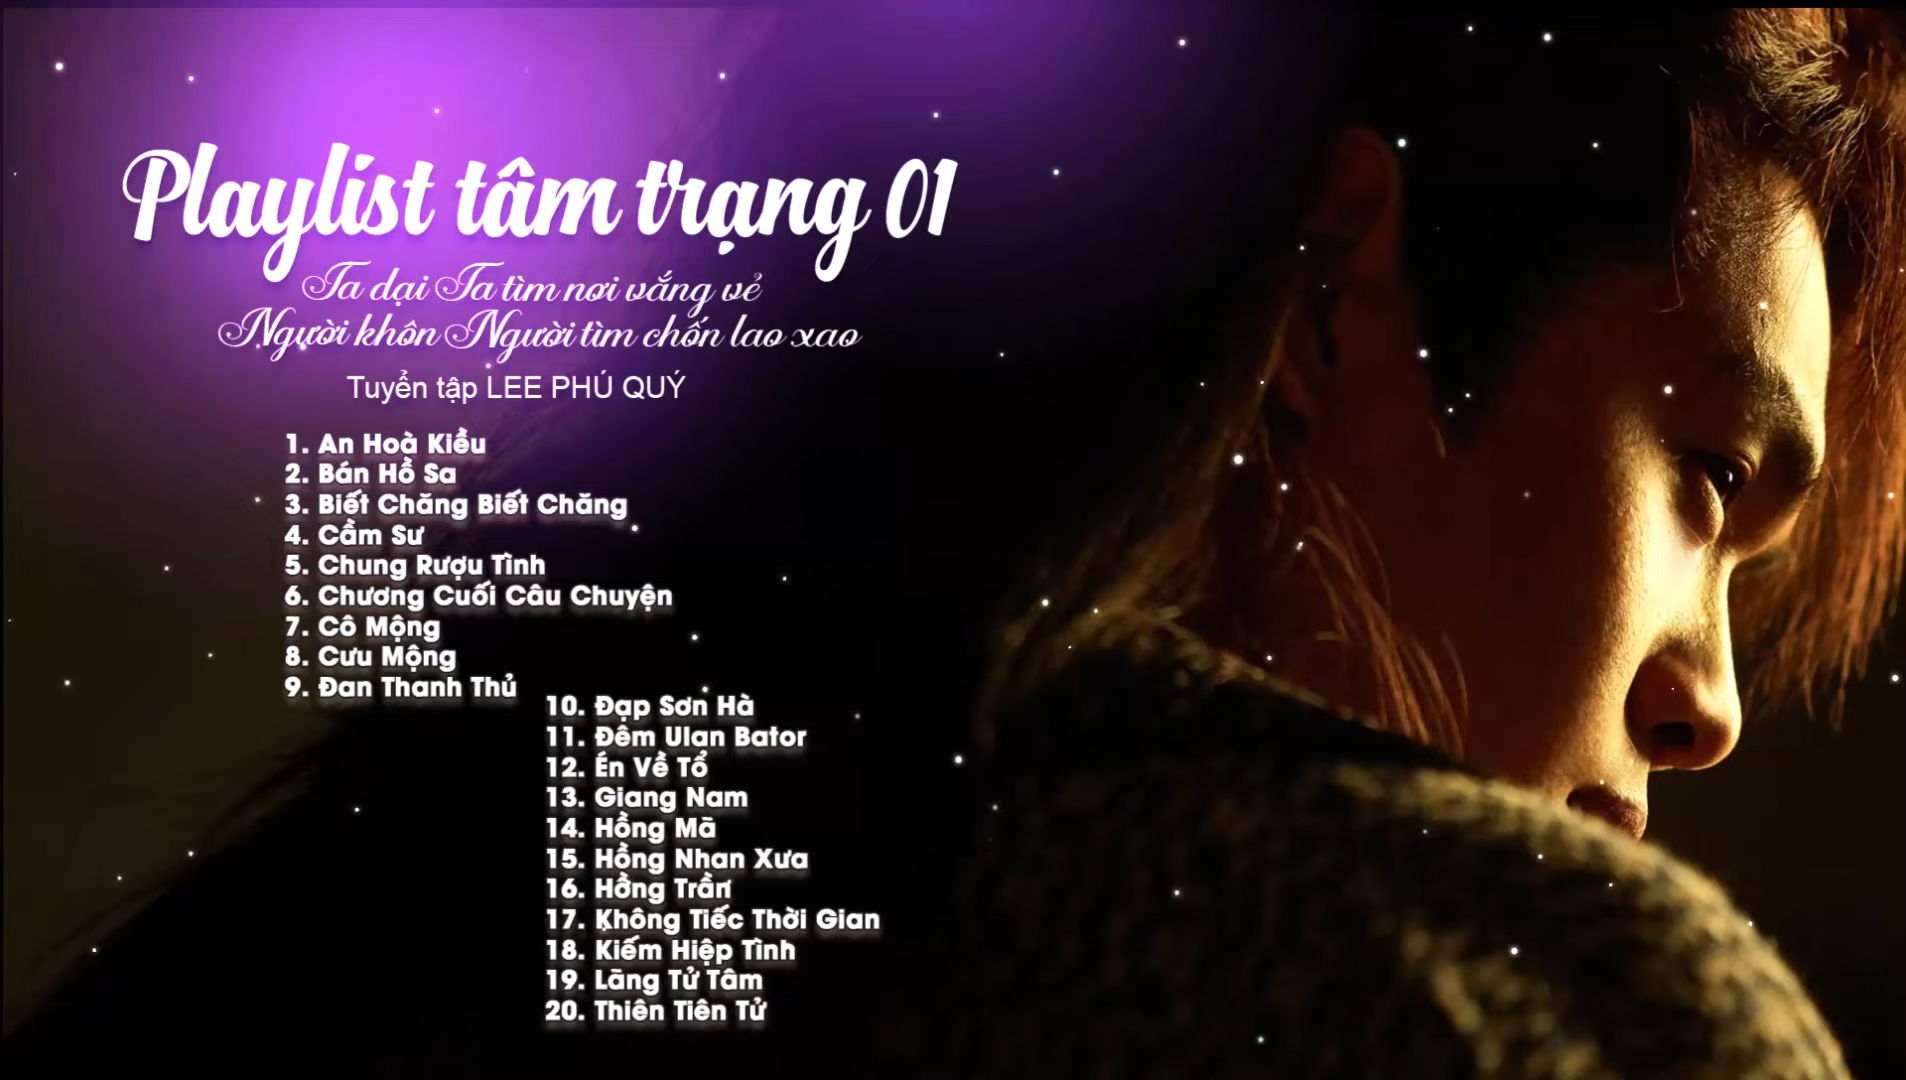 Playlist tâm trạng 01
Ta dại Ta tìm nơi vắng vẻ
Người khôn Người tìm chốn lao xao
Tuyển tập LEE PHÚ QUÝ
1. An Hoà Kiều
2. Bán Hồ Sa
3. Biết Chăng Biết Chăng
4. Cầm Sư
5. Chung Rượu Tình
6. Chương Cuối Câu Chuyện
7. Cô Mộng
8. Cưu Mộng
9. Đan Thanh Thủ
10. Đạp Sơn Hà
11. Đêm Ulan Bator
12. Én Về Tổ
13. Giang Nam
14. Hồng Mã
15. Hồng Nhan Xưa
16. Hồng Trần
17. Không Tiếc Thời Gian
18. Kiếm Hiệp Tình
19. Lãng Tử Tâm
20. Thiên Tiên Tử